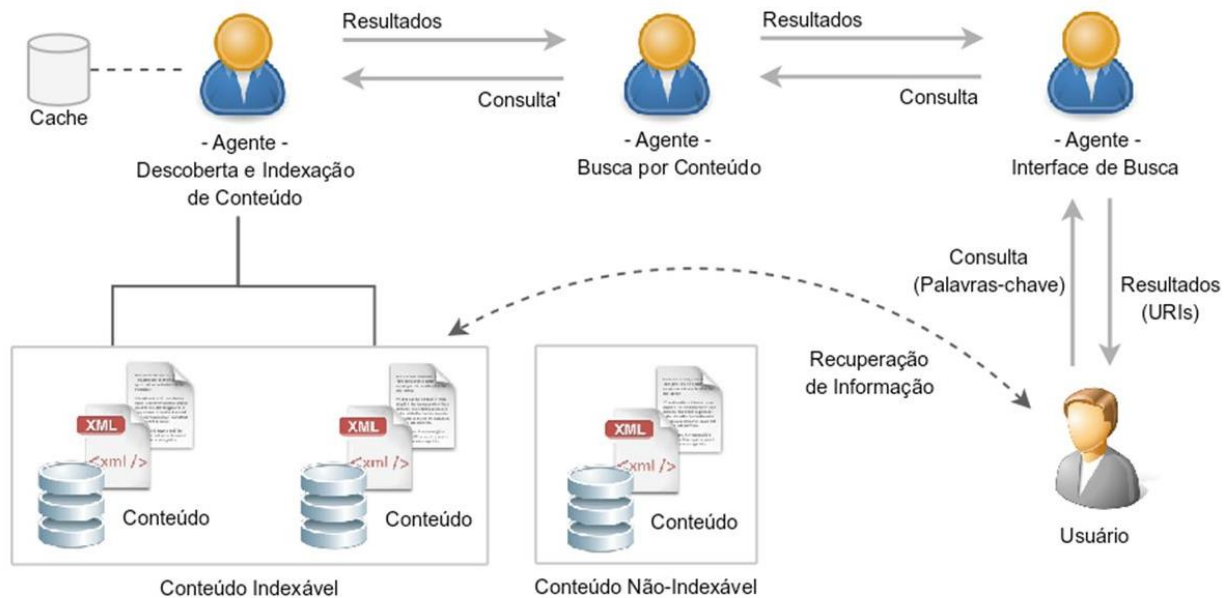 Resultados
Resultados
Consulta'
Consulta
Cache
- Agente -
Descoberta e Indexação
de Conteúdo
- Agente -
Busca por Conteúdo
- Agente -
Interface de Busca
Consulta
(Palavras-chave)
Resultados
(URIs)
Recuperação
de Informação
XML
<xml />
Conteúdo
XML
<xml />
Conteúdo
XML
<xml />
Conteúdo
Usuário
Conteúdo Indexável
Conteúdo Não-Indexável